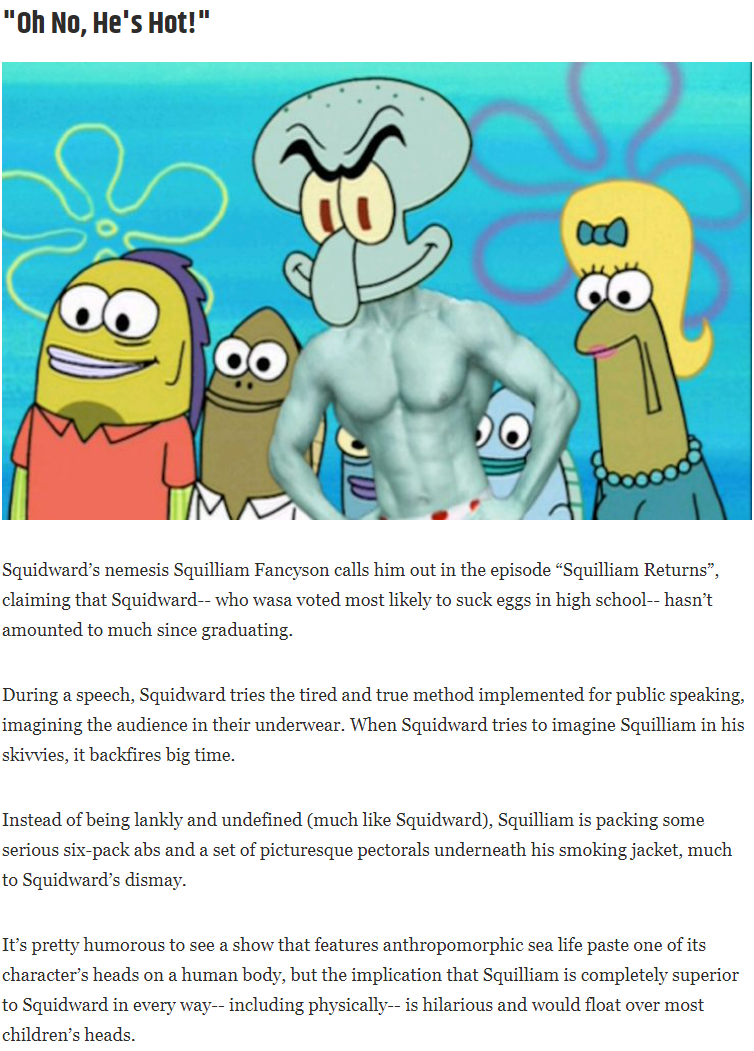 "Oh No, He's Hot!"
Squidward’s nemesis Squilliam Fancyson calls him out in the episode “Squilliam Returns”,
claiming that Squidward-- who wasa voted most likely to suck eggs in high school-- hasn’t
amounted to much since graduating.
During a speech, Squidward tries the tired and true method implemented for public speaking,
imagining the audience in their underwear. When Squidward tries to imagine Squilliam in his
skivvies, it backfires big time.
Instead of being lankly and undefined (much like Squidward), Squilliam is packing some
serious six-pack abs and a set of picturesque pectorals underneath his smoking jacket, much
to Squidward’s dismay.
It’s pretty humorous to see a show that features anthropomorphic sea life paste one of its
character’s heads on a human body, but the implication that Squilliam is completely superior
to Squidward in every way-- including physically-- is hilarious and would float over most
children’s heads.